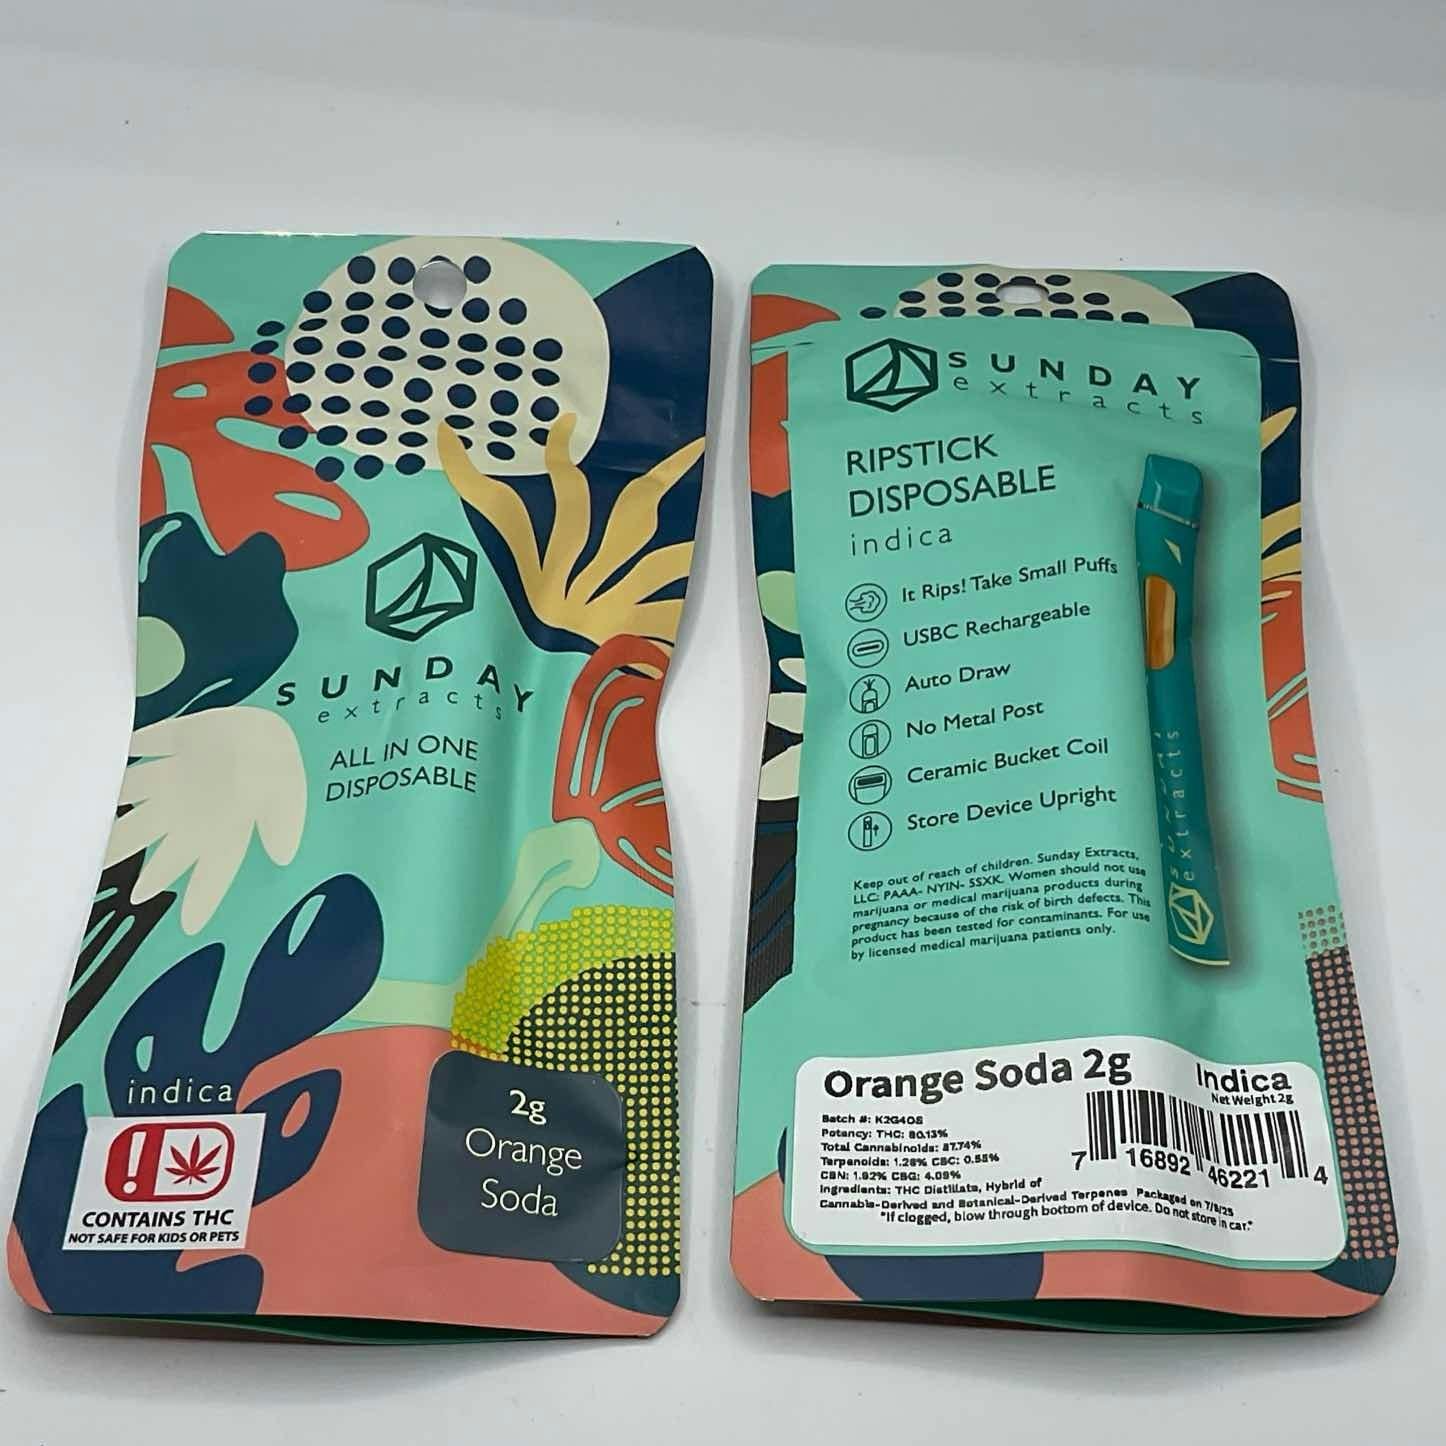 SUNDAY
extracts
ALL IN ONE
DISPOSABLE
indica
CONTAINS THC
NOT SAFE FOR KIDS OR PETS
2g
Orange
Soda
SUNDAY
extracts
RIPSTICK
DISPOSABLE
indica
It Rips! Take Small Puffs
USBC Rechargeable
Auto Draw
No Metal Post
Ceramic Bucket Coil
Store Device Upright
extracts
Keep out of reach of children. Sunday Extracts,
LLC: PAAA- NYIN- 5SXK. Women should not use
marijuana or medical marijuana products during
pregnancy because of the risk of birth defects. This
product has been tested for contaminants. For use
by licensed medical marijuana patients only.
Orange Soda 2g
Indica
Net Weight 2g
Batch #: K2G4OS
Potency: THC: 80.13%
Total Cannabinoids: 87.74%
Terpenoids: 1.28% CBC: 0.55%
CBN: 1.92% CBG: 4.09%
Ingredients: THC Distillate, Hybrid of
Cannabis-Derived and Botanical-Derived Terpenes Packaged on 7/8/25
"If clogged, blow through bottom of device. Do not store in car."
7 16892 46221 4